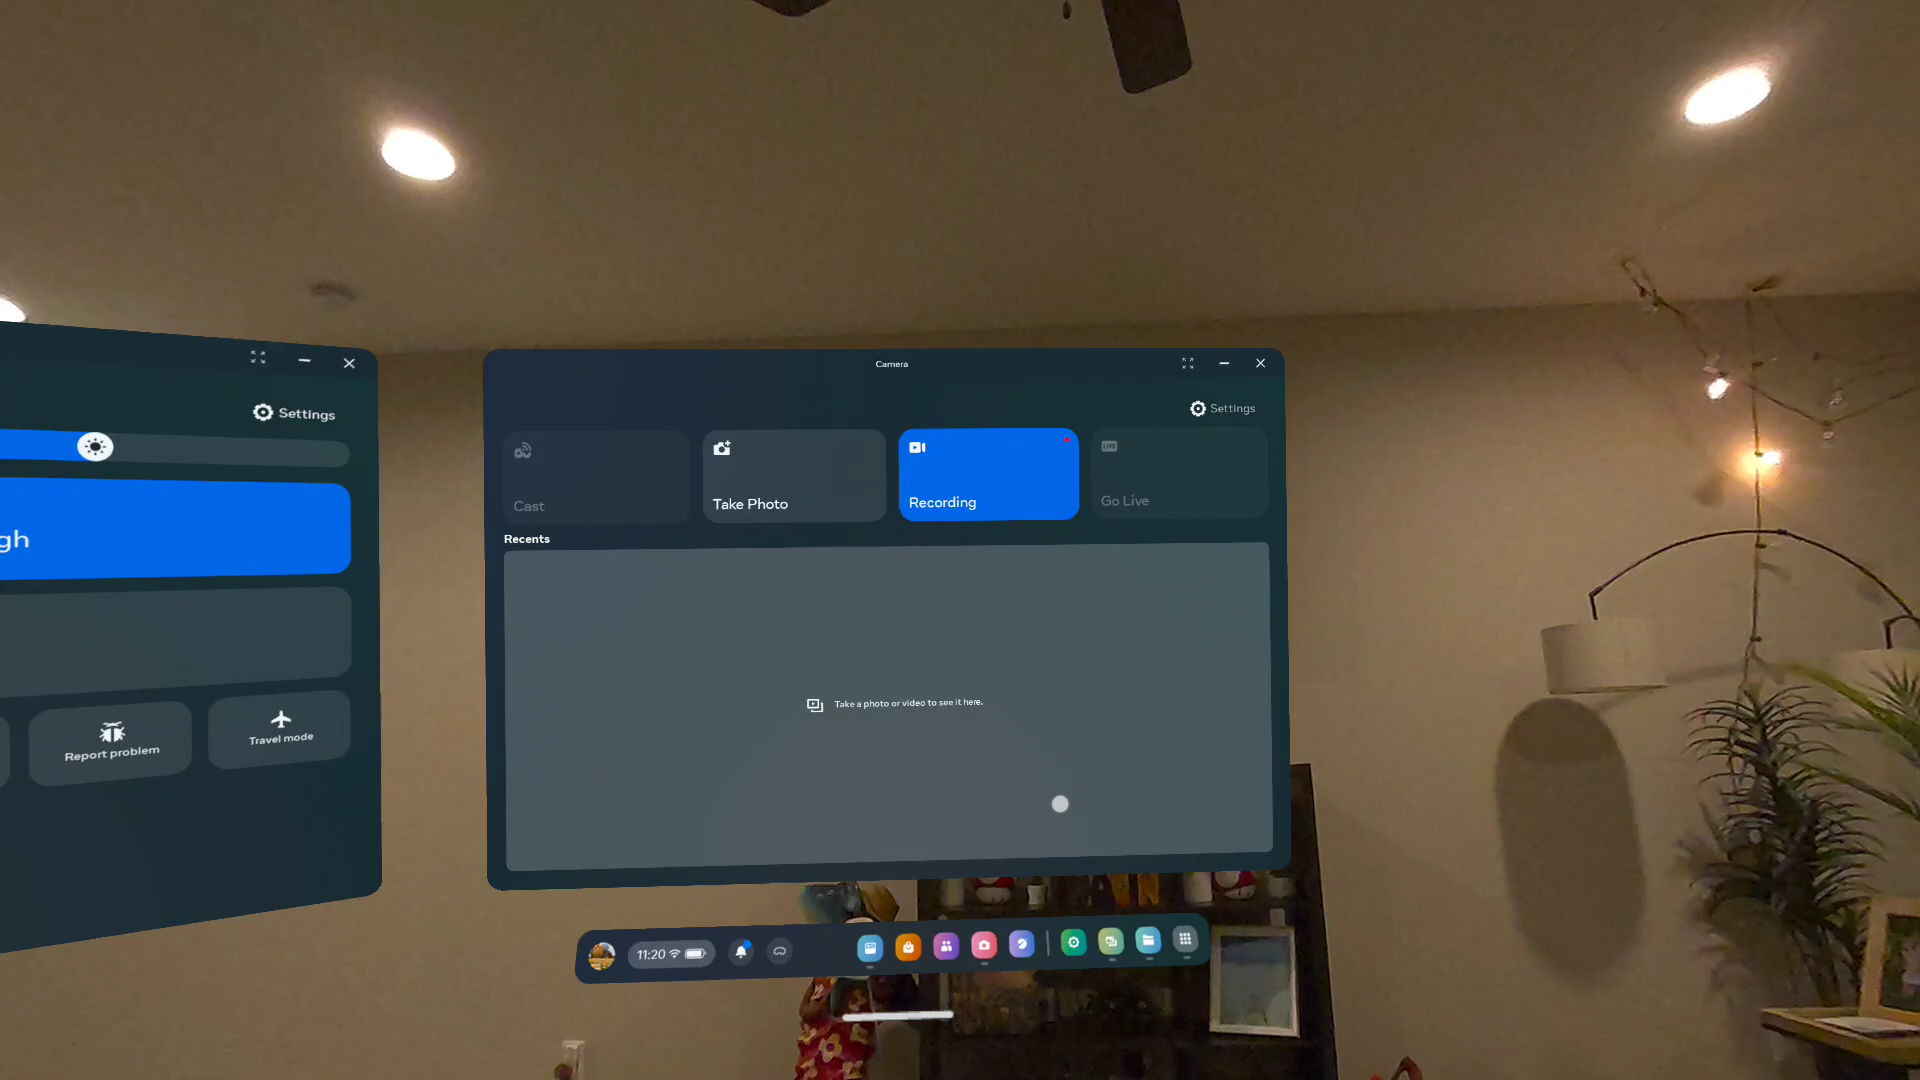 Camera
Settings
Settings
Cast
Take Photo
Recording
LIVE
Go Live
gh
Recents
Take a photo or video to see it here.
Report problem
Travel mode
11:20